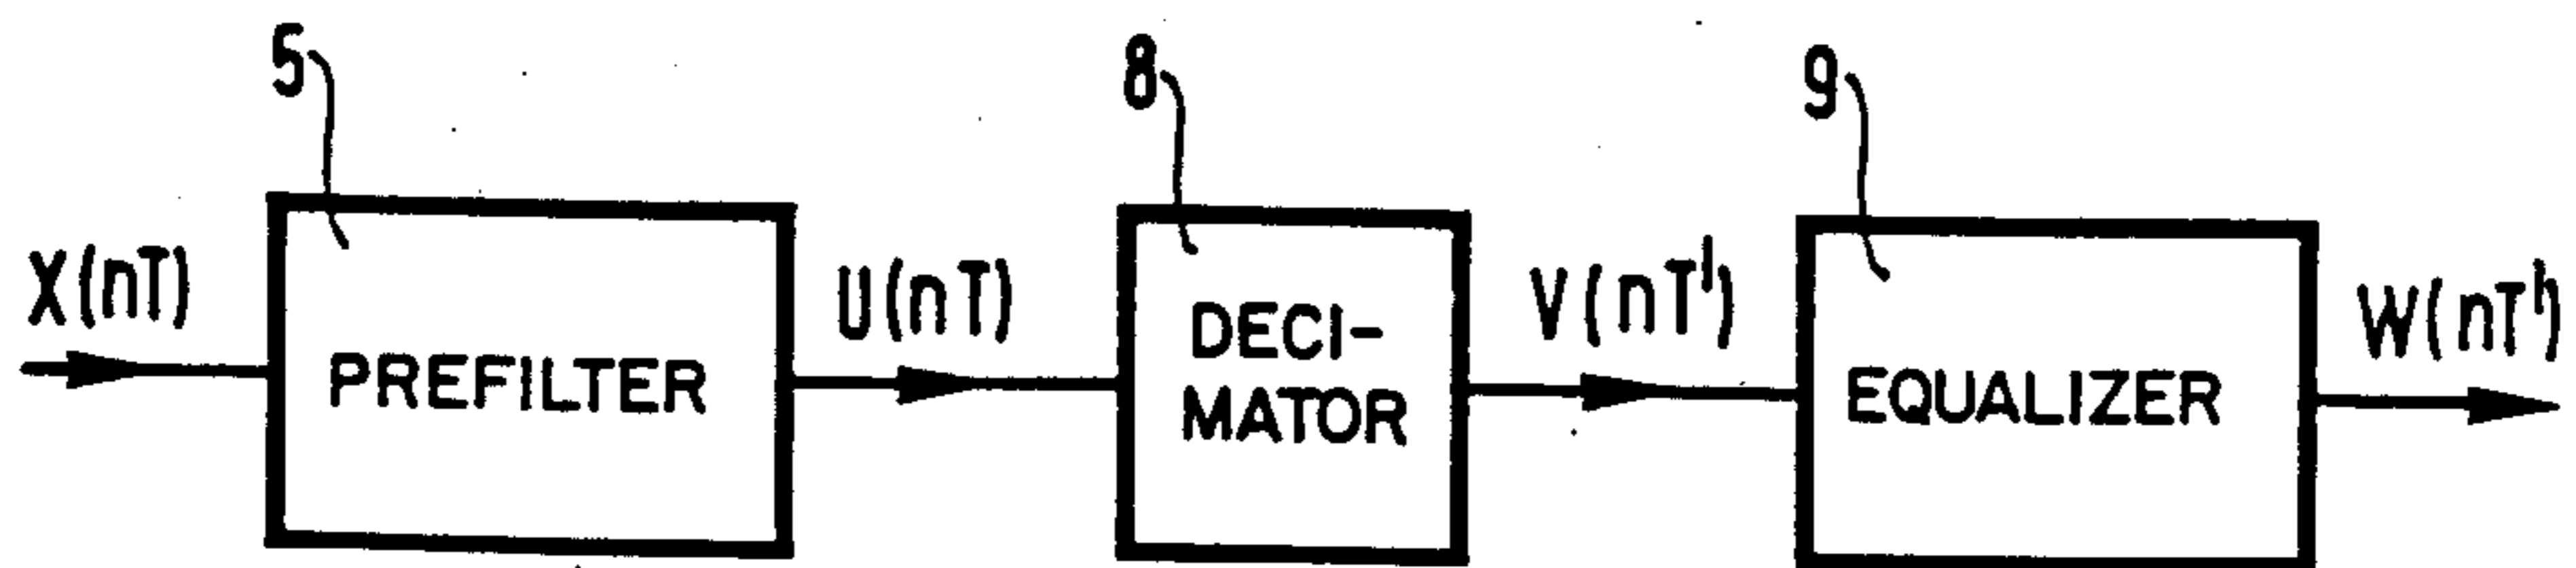 5
8
9
X(nT)
U(nT)
V(nT')
W(nT')
PREFILTER
DECI-
MATOR
EQUALIZER